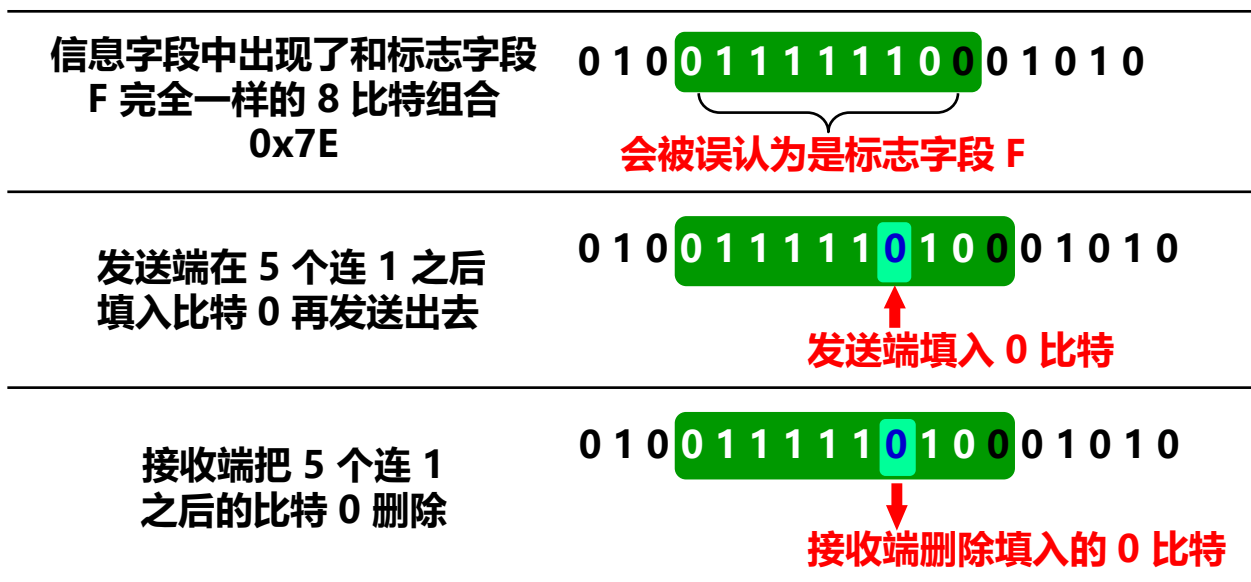 信息字段中出现了和标志字段
F 完全一样的 8 比特组合
0x7E
0 1 0 0 1 1 1 1 1 1 0 0 0 1 0 1 0
会被误认为是标志字段 F
发送端在 5 个连 1 之后
填入比特 0 再发送出去
0 1 0 0 1 1 1 1 1 0 1 0 0 0 1 0 1 0
发送端填入 0 比特
接收端把 5 个连 1
之后的比特 0 删除
0 1 0 0 1 1 1 1 1 0 1 0 0 0 1 0 1 0
接收端删除填入的 0 比特